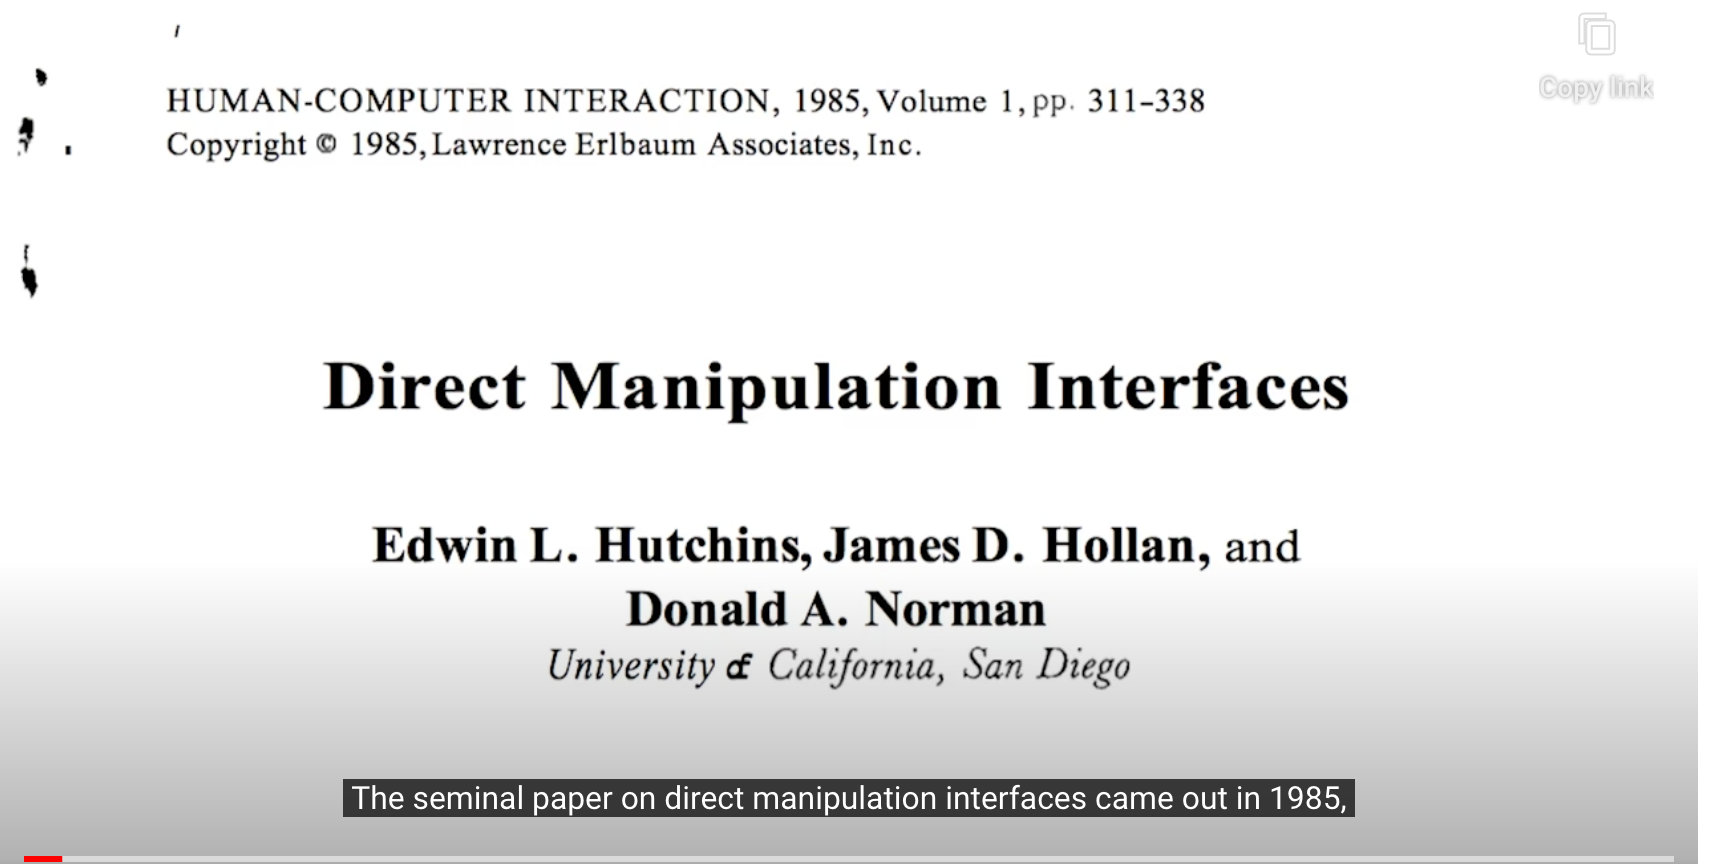 Copy link
HUMAN-COMPUTER INTERACTION, 1985, Volume 1, pp. 311-338
Copyright © 1985, Lawrence Erlbaum Associates, Inc.
Direct Manipulation Interfaces
Edwin L. Hutchins, James D. Hollan, and
Donald A. Norman
University of California, San Diego
The seminal paper on direct manipulation interfaces came out in 1985,